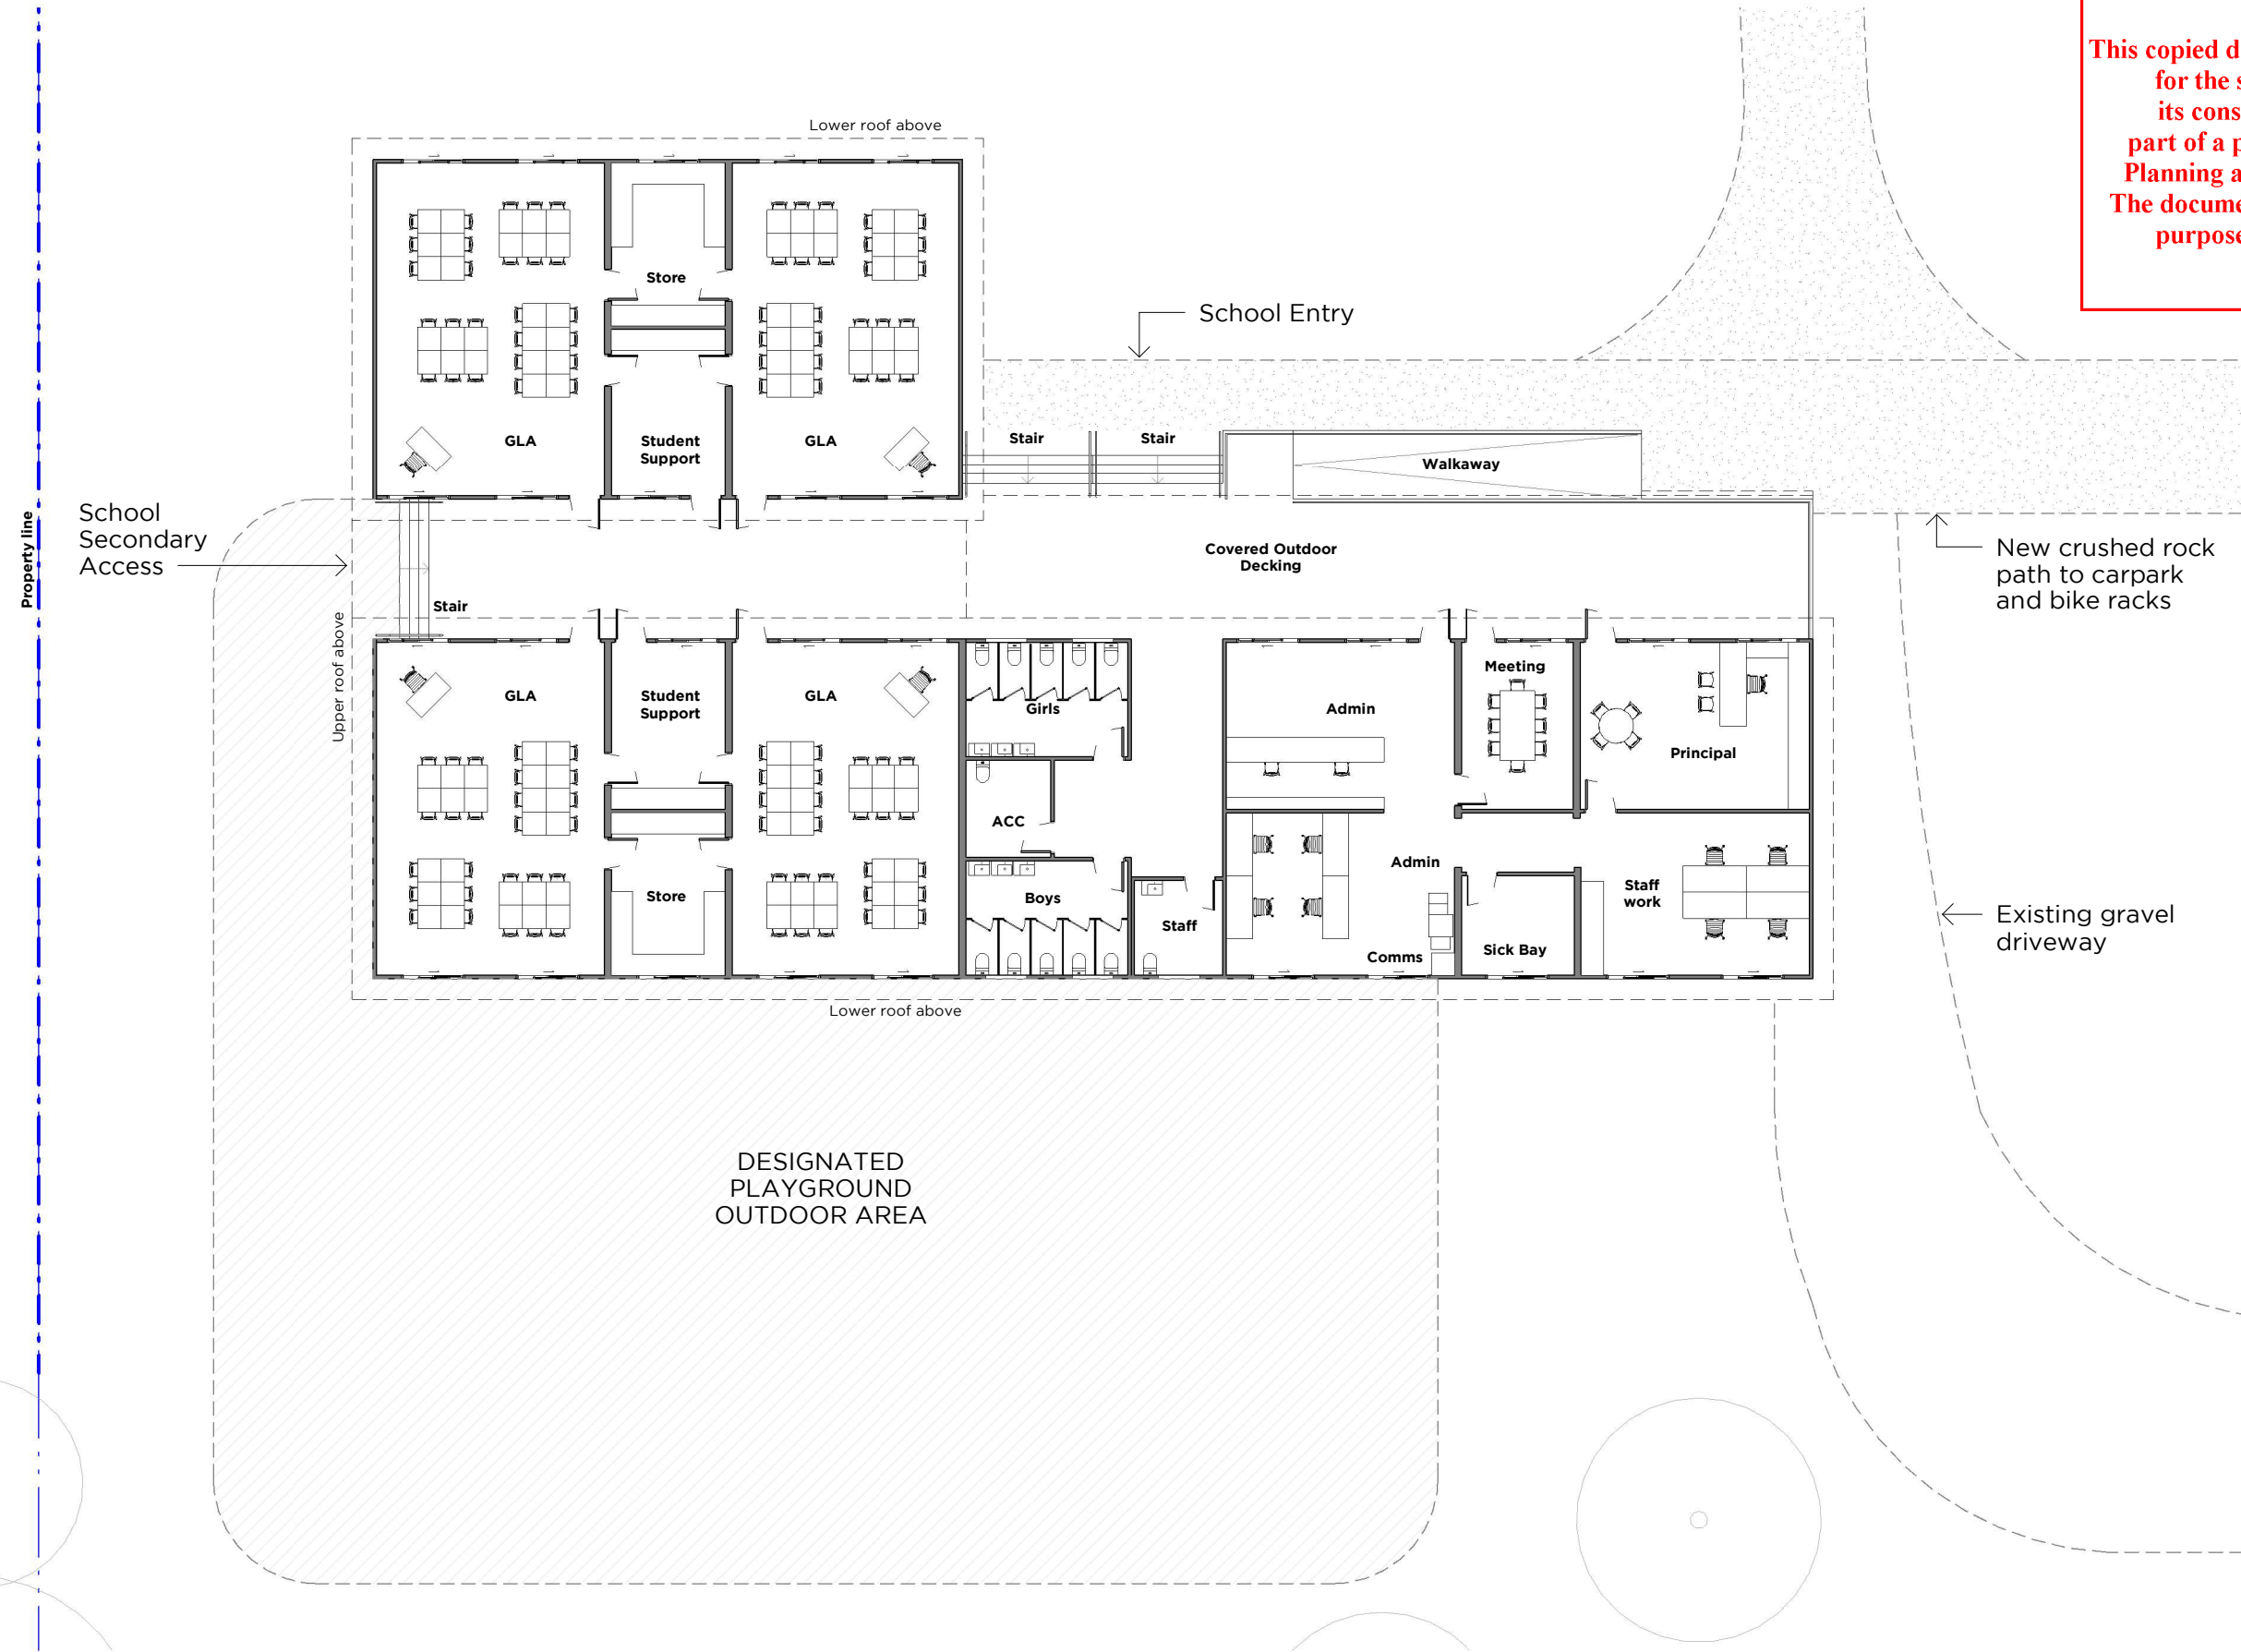 This copied d
for the s
its cons
part of a p
Planning a
The docume
purpose
Lower roof above
Store
School Entry
GLA
Student
Support
GLA
Stair
Stair
Walkaway
Property line
School
Secondary
Access
Covered Outdoor
Decking
New crushed rock
path to carpark
and bike racks
Stair
Upper roof above
GLA
Student
Support
GLA
Girls
Admin
Meeting
Principal
ACC
Admin
Store
Boys
Staff
Staff
work
Comms
Sick Bay
Existing gravel
driveway
Lower roof above
DESIGNATED
PLAYGROUND
OUTDOOR AREA